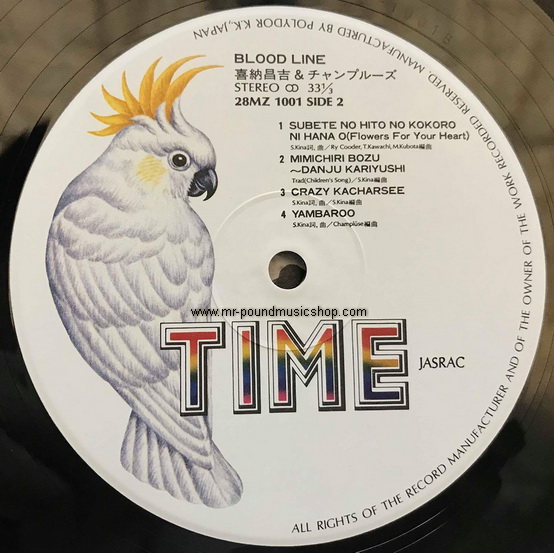 BLOOD LINE
喜納昌吉 & チャンプルーズ
STEREO ㏄ 33⅓
28MZ 1001 SIDE 2
1 SUBETE NO HITO NO KOKORO
NI HANA O(Flowers For Your Heart)
S.Kina詞, 曲/Ry Cooder, T.Kawachi, M.Kubota編曲
2 MIMICHIRI BOZU
〜DANJU KARIYUSHI
Trad(Children's Song)/S.Kina編曲
3 CRAZY KACHARSEE
S.Kina詞, 曲/S.Kina編曲
4 YAMBAROO
S.Kina詞, 曲/Champlüse編曲
www.mr-poundmusicshop.com
TIME
JASRAC
ALL RIGHTS OF THE RECORD MANUFACTURER AND OF THE OWNER OF THE WORK RECORDED RESERVED. MANUFACTURED BY POLYDOR K.K., JAPAN